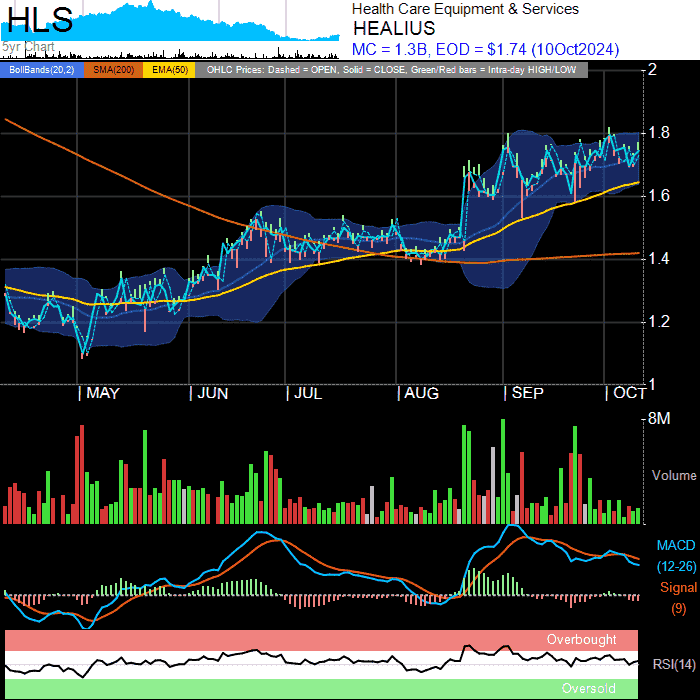 HLS
5yr Chart
Health Care Equipment & Services
HEALIUS
MC = 1.3B, EOD = $1.74 (10Oct2024)
BollBands(20,2) SMA(200) EMA(50) OHLC Prices: Dashed = OPEN, Solid = CLOSE, Green/Red bars = Intra-day HIGH/LOW
2
1.8
1.6
1.4
1.2
1
| MAY | JUN | JUL | AUG | SEP | OCT
8M
Volume
MACD
(12-26)
Signal
(9)
Overbought
RSI(14)
Oversold